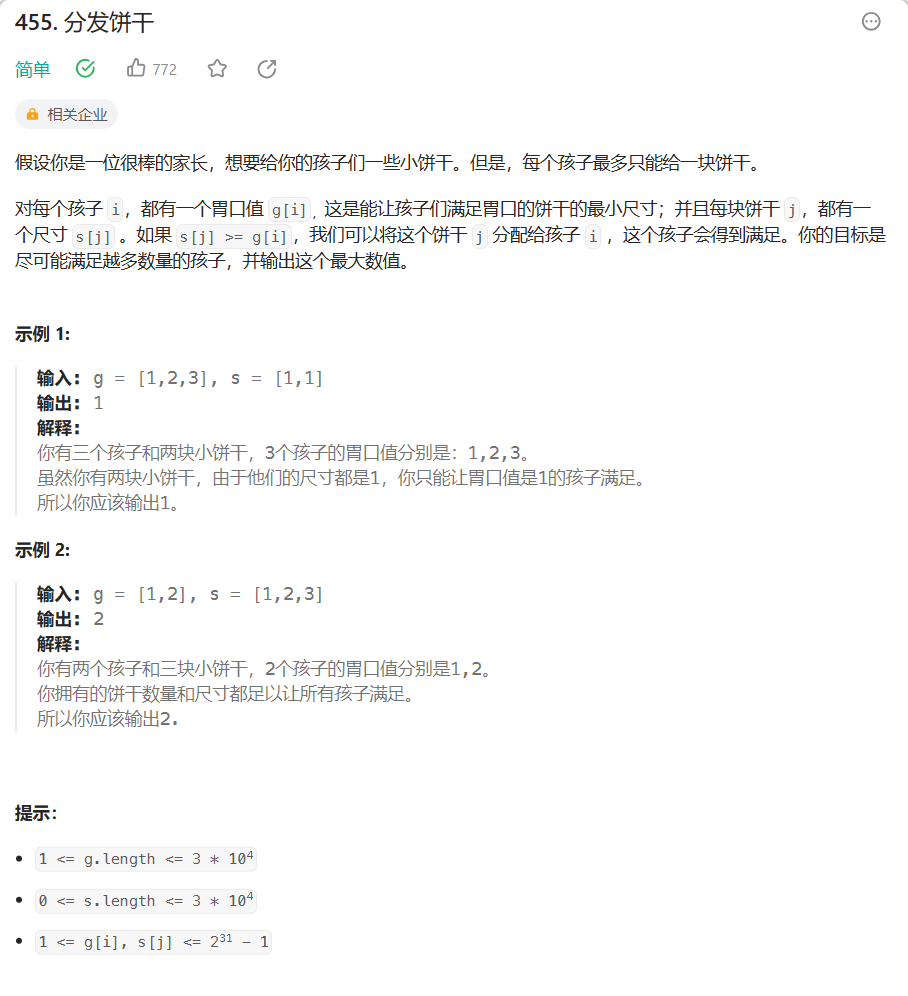 455. 分发饼干
简单 772
相关企业
假设你是一位很棒的家长，想要给你的孩子们一些小饼干。但是，每个孩子最多只能给一块饼干。
对每个孩子 i，都有一个胃口值 g[i]，这是能让孩子们满足胃口的饼干的最小尺寸；并且每块饼干 j，都有一
个尺寸 s[j] 。如果 s[j] >= g[i]，我们可以将这个饼干 j 分配给孩子 i ，这个孩子会得到满足。你的目标是
尽可能满足越多数量的孩子，并输出这个最大数值。
示例 1:
输入: g = [1,2,3], s = [1,1]
输出: 1
解释:
你有三个孩子和两块小饼干，3个孩子的胃口值分别是：1,2,3。
虽然你有两块小饼干，由于他们的尺寸都是1，你只能让胃口值是1的孩子满足。
所以你应该输出1。
示例 2:
输入: g = [1,2], s = [1,2,3]
输出: 2
解释:
你有两个孩子和三块小饼干，2个孩子的胃口值分别是1,2。
你拥有的饼干数量和尺寸都足以让所有孩子满足。
所以你应该输出2.
提示：
1 <= g.length <= 3 * 10⁴
0 <= s.length <= 3 * 10⁴
1 <= g[i], s[j] <= 2³¹ - 1